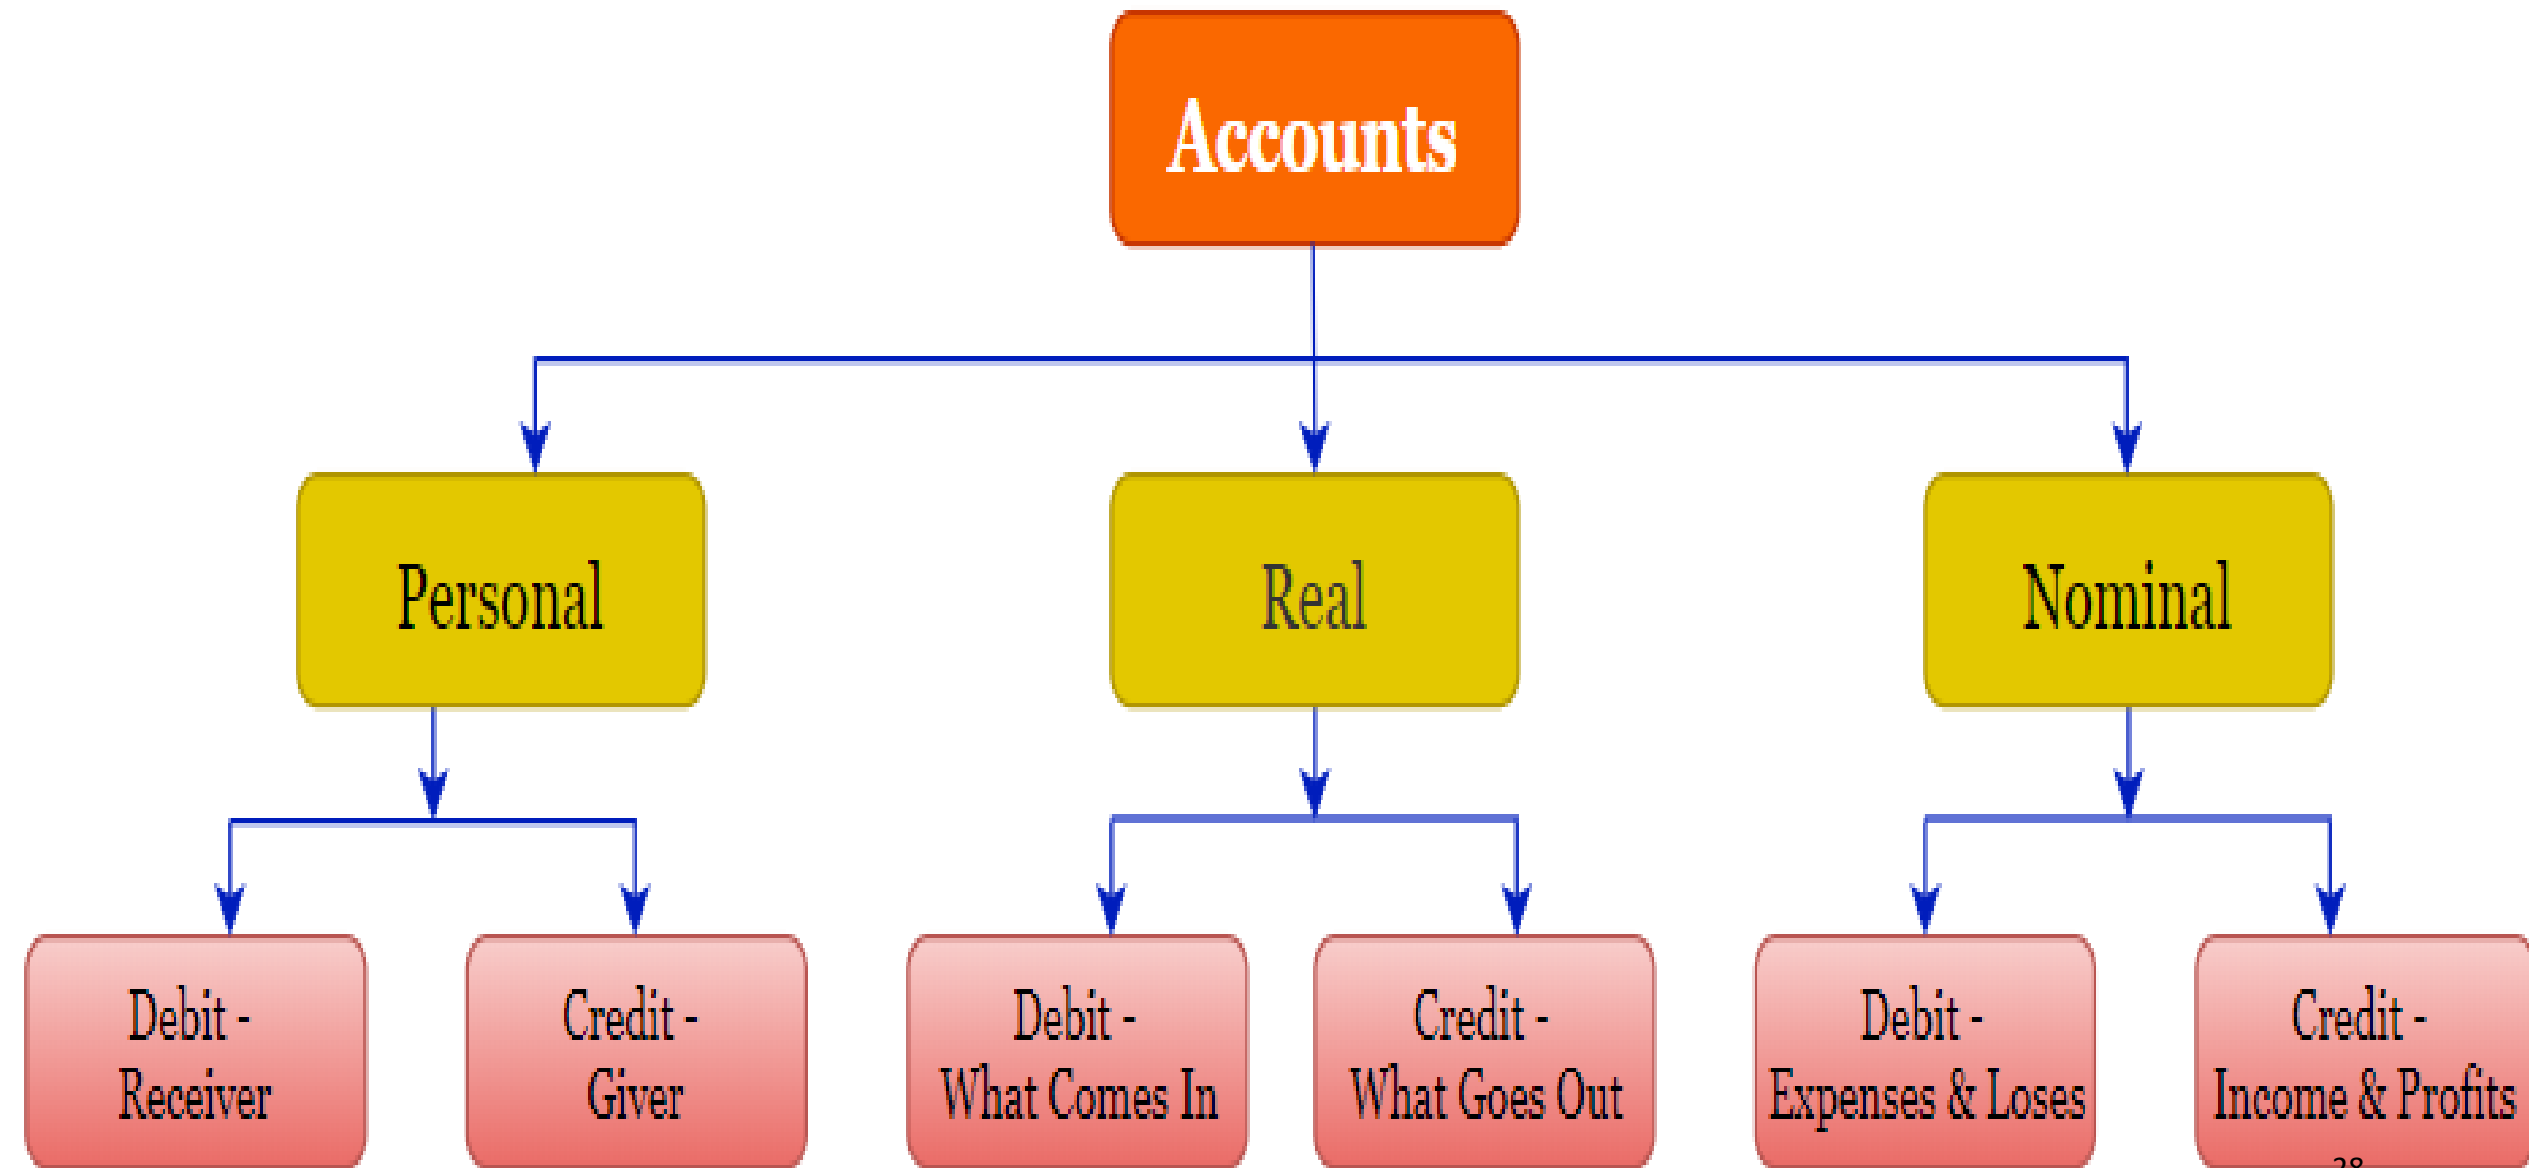 Accounts
Personal
Real
Nominal
Debit -
Receiver
Credit -
Giver
Debit -
What Comes In
Credit -
What Goes Out
Debit -
Expenses & Loses
Credit -
Income & Profits
28